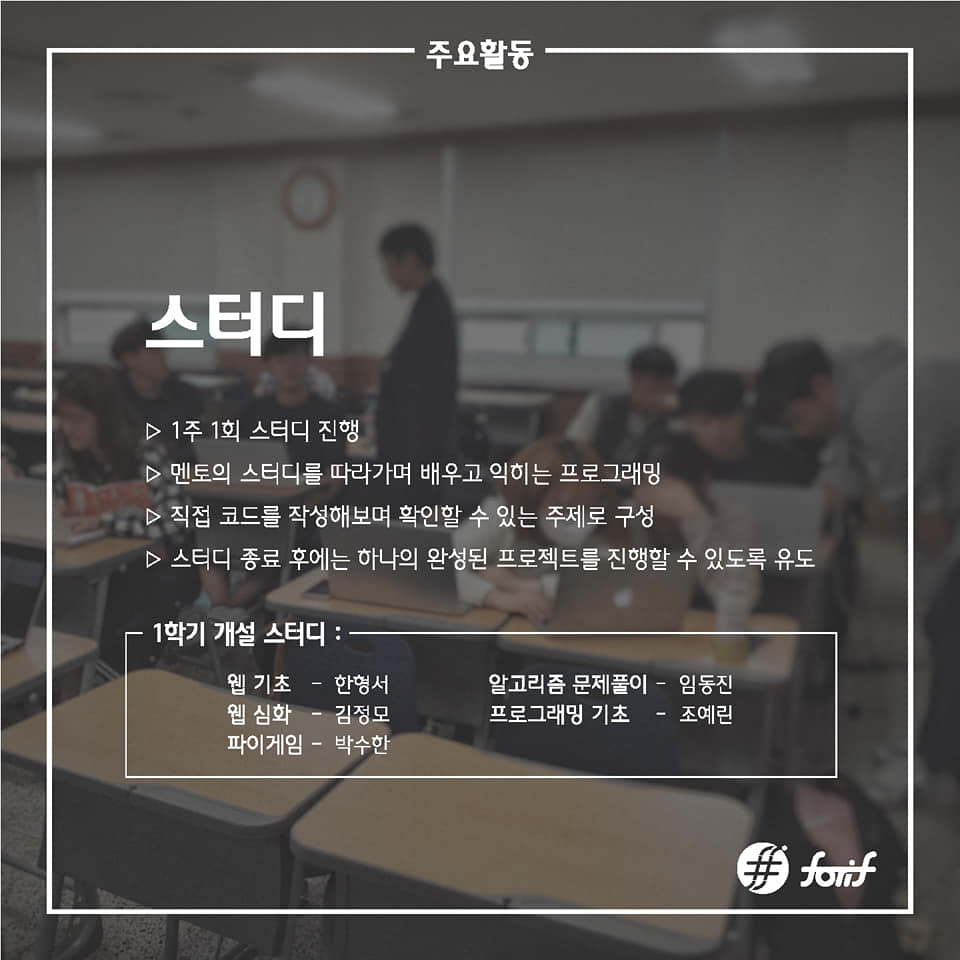 주요활동
스터디
▷ 1주 1회 스터디 진행
▷ 멘토의 스터디를 따라가며 배우고 익히는 프로그래밍
▷ 직접 코드를 작성해보며 확인할 수 있는 주제로 구성
▷ 스터디 종료 후에는 하나의 완성된 프로젝트를 진행할 수 있도록 유도
1학기 개설 스터디 :
웹 기초 - 한형서
웹 심화 - 김정모
파이게임 - 박수한
알고리즘 문제풀이 - 임동진
프로그래밍 기초 - 조예린
forif